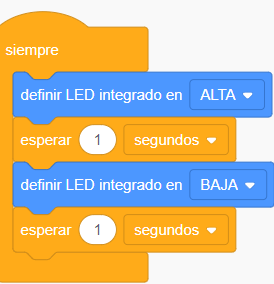 siempre
definir LED integrado en ALTA
esperar 1 segundos
definir LED integrado en BAJA
esperar 1 segundos